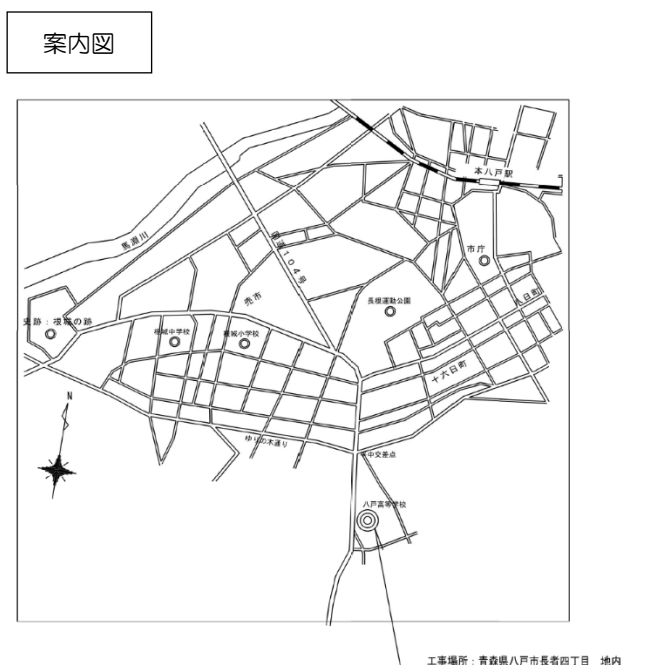 案内図
本八戸駅
馬淵川
国道104号
市庁
売市
長根運動公園
八日町
史跡：根城の跡
根城中学校
根城小学校
十六日町
N
ゆりの木通り
中交差点
八戸高等学校
工事場所：青森県八戸市長者四丁目 地内